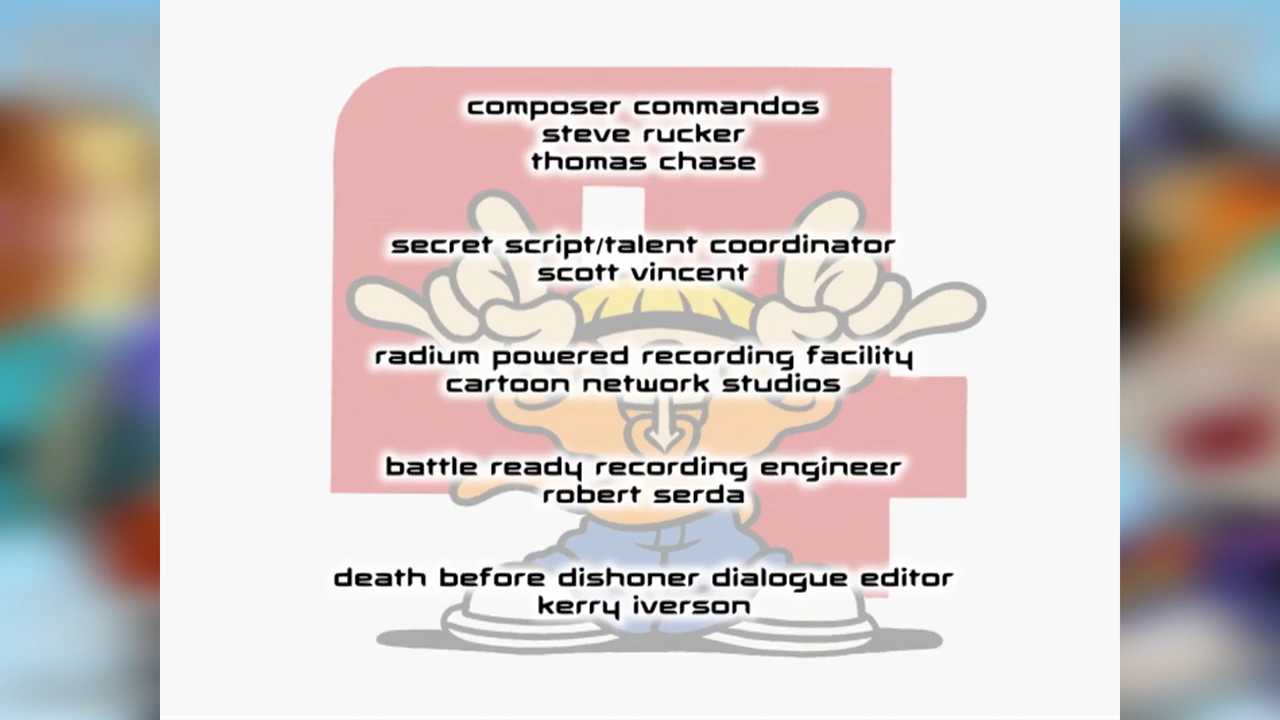 composer commandos
steve rucker
thomas chase
secret script/talent coordinator
scott vincent
radium powered recording facility
cartoon network studios
battle ready recording engineer
robert serda
death before dishoner dialogue editor
kerry iverson